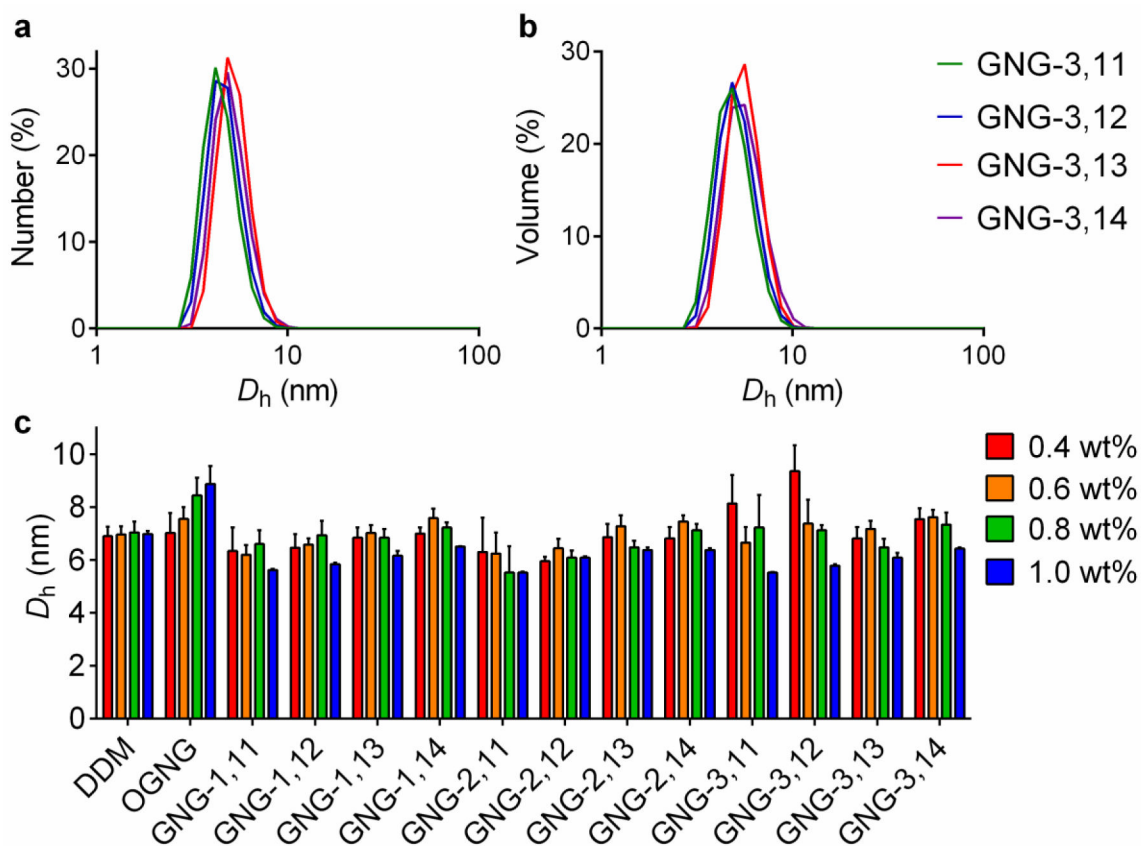 a
b
30
20
10
0
Number (%)
1
10
100
Dh (nm)
30
20
10
0
Volume (%)
1
10
100
Dh (nm)
GNG-3,11
GNG-3,12
GNG-3,13
GNG-3,14
c
10
8
6
4
2
0
Dh (nm)
0.4 wt%
0.6 wt%
0.8 wt%
1.0 wt%
DDM
OGNG
GNG-1,11
GNG-1,12
GNG-1,13
GNG-1,14
GNG-2,11
GNG-2,12
GNG-2,13
GNG-2,14
GNG-3,11
GNG-3,12
GNG-3,13
GNG-3,14